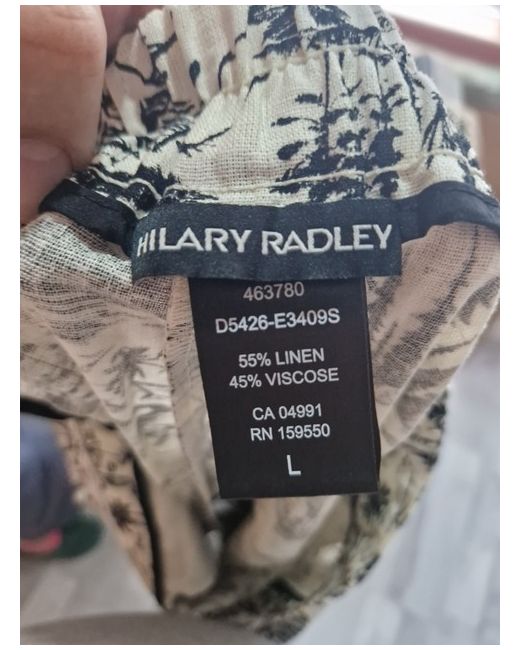 HILARY RADLEY
463780
D5426-E3409S
55% LINEN
45% VISCOSE
CA 04991
RN 159550
L